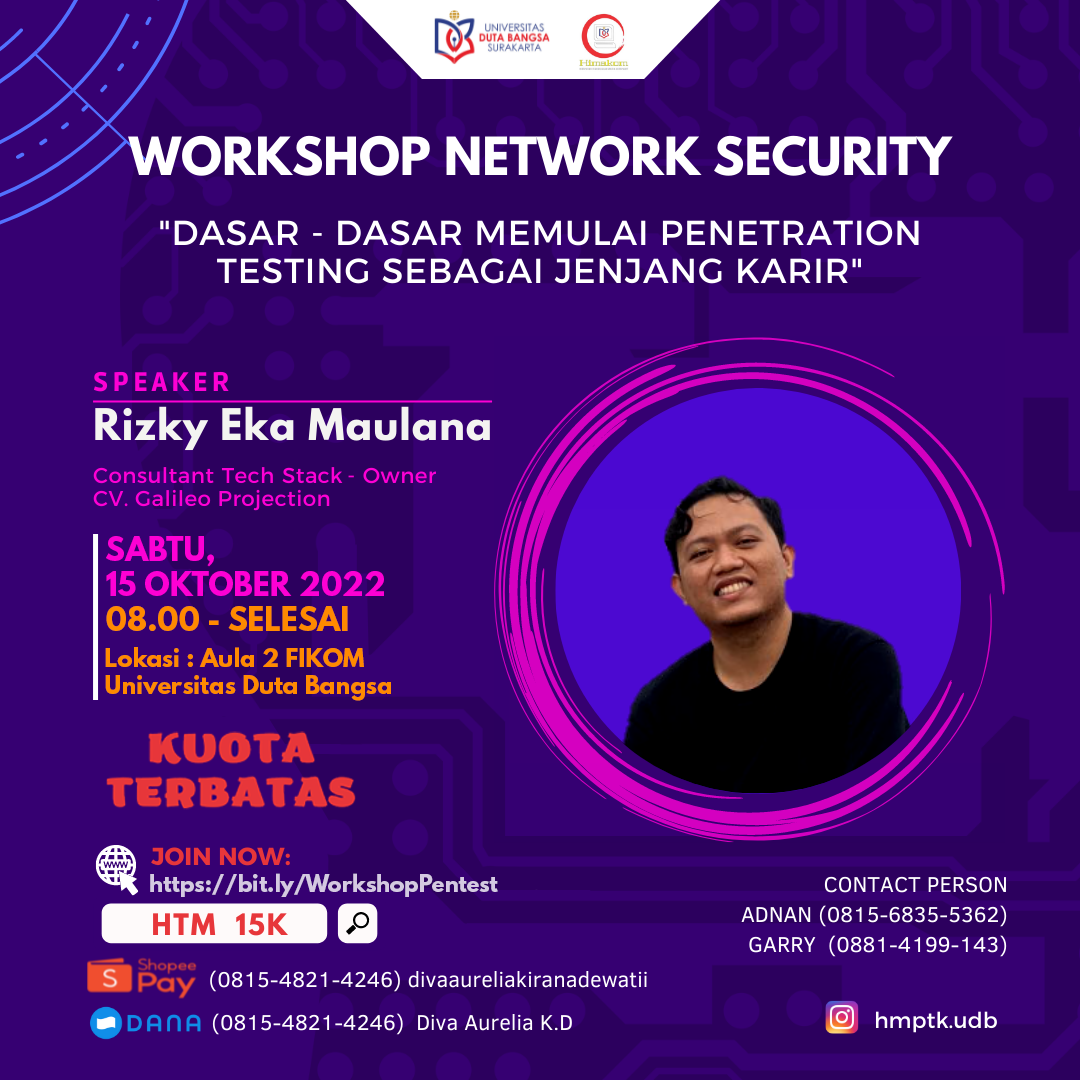 UNIVERSITAS
DUTA BANGSA
SURAKARTA
Himakom
WORKSHOP NETWORK SECURITY
"DASAR - DASAR MEMULAI PENETRATION
TESTING SEBAGAI JENJANG KARIR"
SPEAKER
Rizky Eka Maulana
Consultant Tech Stack - Owner
CV. Galileo Projection
SABTU,
15 OKTOBER 2022
08.00 - SELESAI
Lokasi : Aula 2 FIKOM
Universitas Duta Bangsa
KUOTA
TERBATAS
WWW
JOIN NOW:
https://bit.ly/WorkshopPentest
HTM 15K
S Shopee
Pay (0815-4821-4246) divaaureliakiranadewatii
DANA (0815-4821-4246) Diva Aurelia K.D
CONTACT PERSON
ADNAN (0815-6835-5362)
GARRY (0881-4199-143)
hmptk.udb